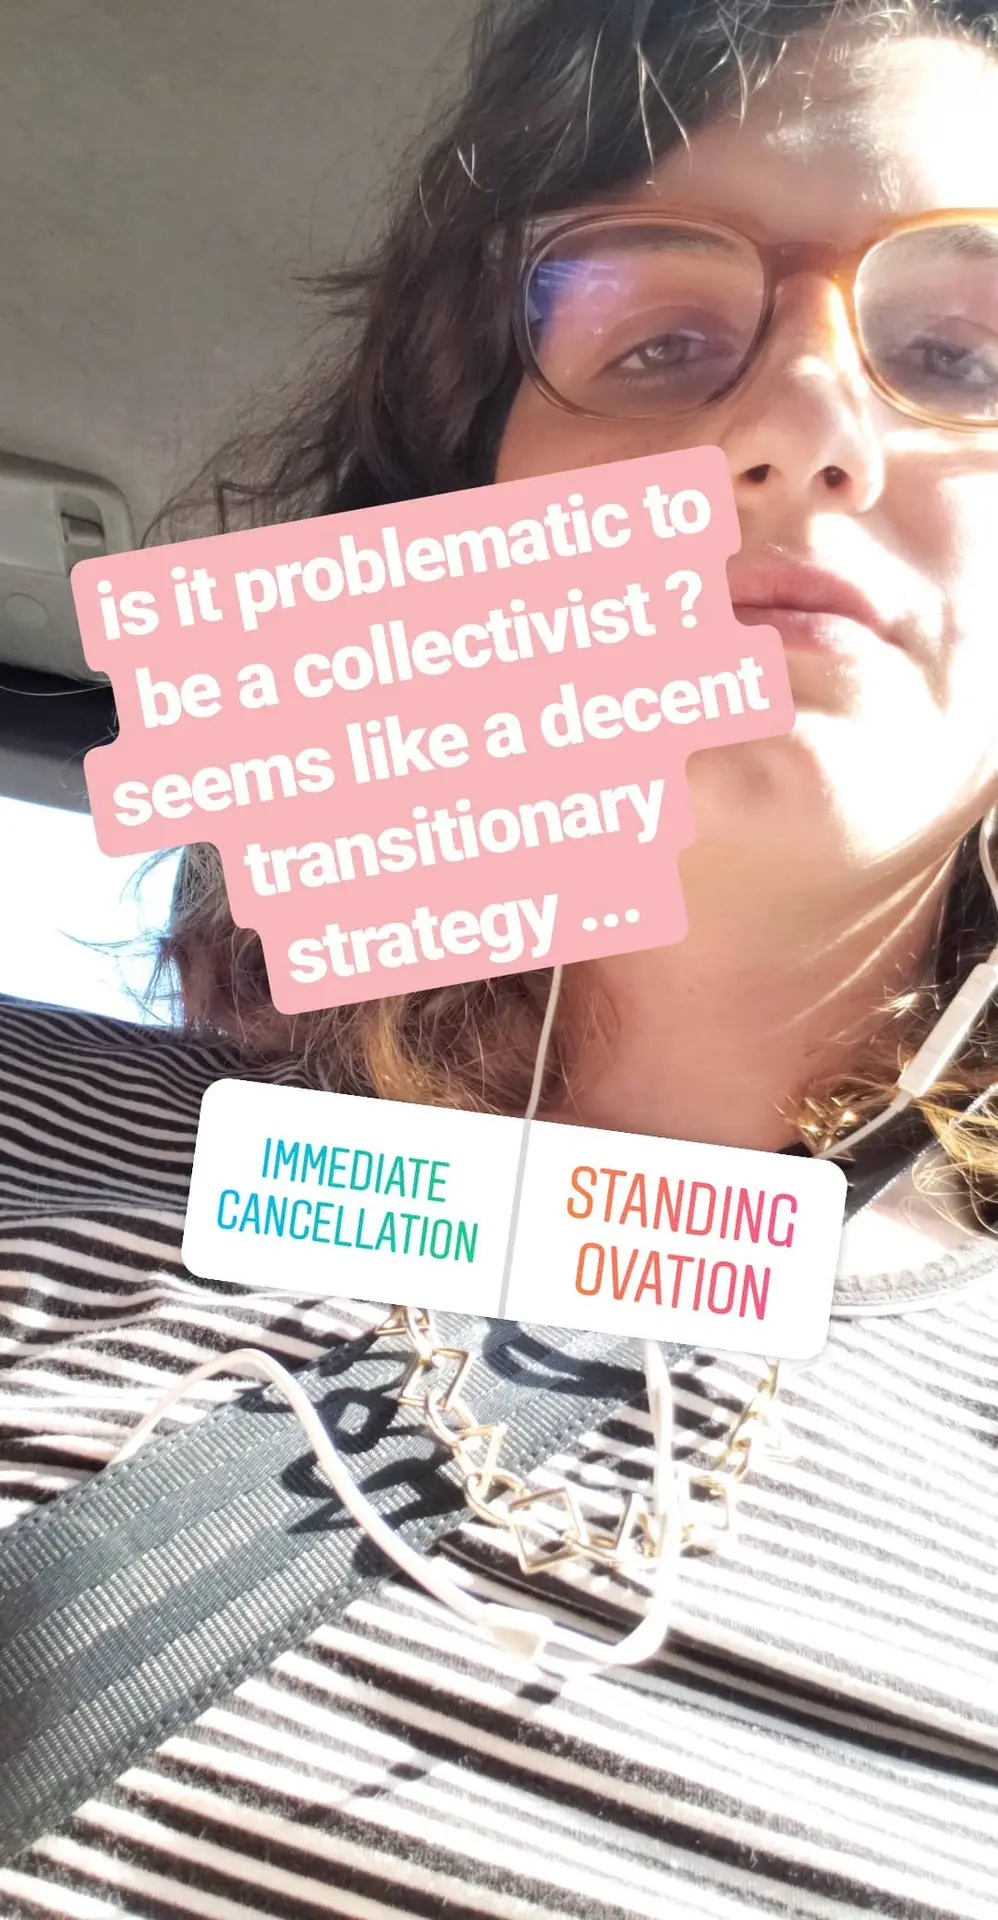 is it problematic to
be a collectivist ?
seems like a decent
transitionary
strategy ...
IMMEDIATE
CANCELLATION
STANDING
OVATION